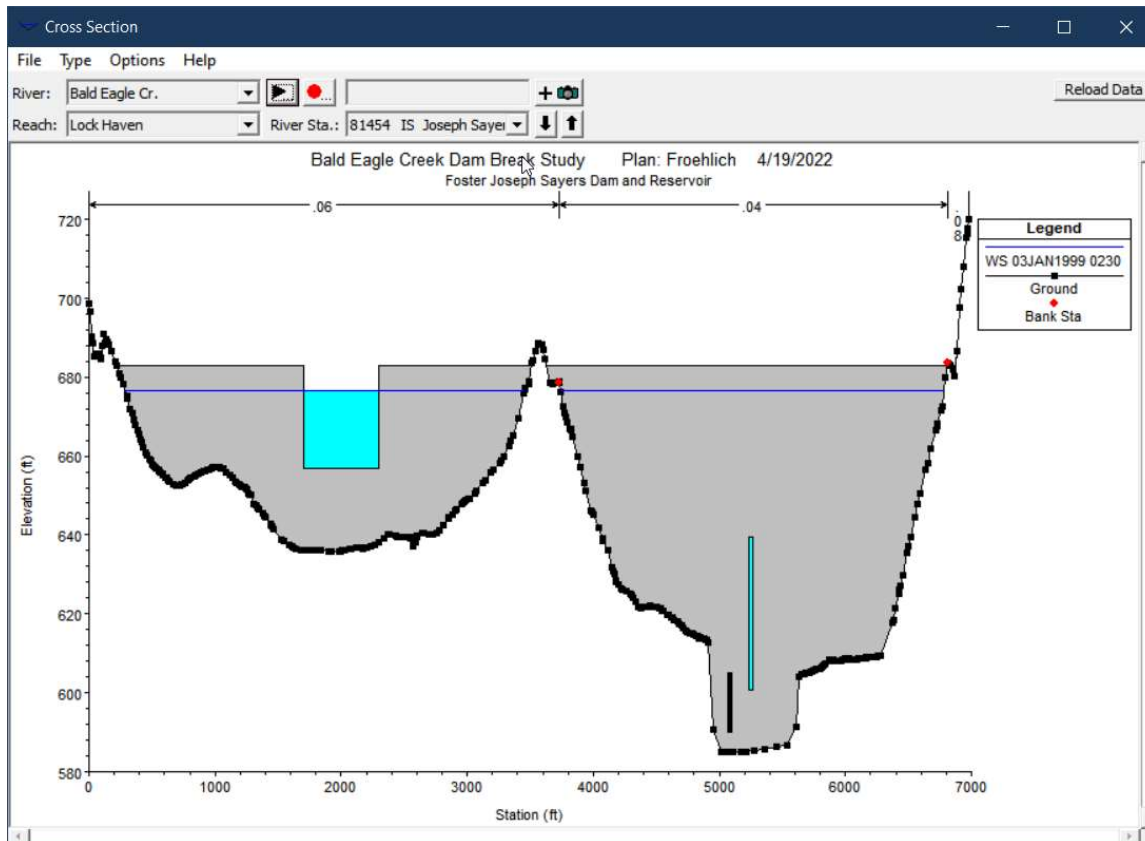 Cross Section
File Type Options Help
River: Bald Eagle Cr. Reload Data
Reach: Lock Haven River Sta.: 81454 IS Joseph Sayer
Bald Eagle Creek Dam Break Study Plan: Froehlich 4/19/2022
Foster Joseph Sayers Dam and Reservoir
.06 .04 .08
Legend
WS 03JAN1999 0230
Ground
Bank Sta
720
700
680
660
640
620
600
580
Elevation (ft)
0 1000 2000 3000 4000 5000 6000 7000
Station (ft)